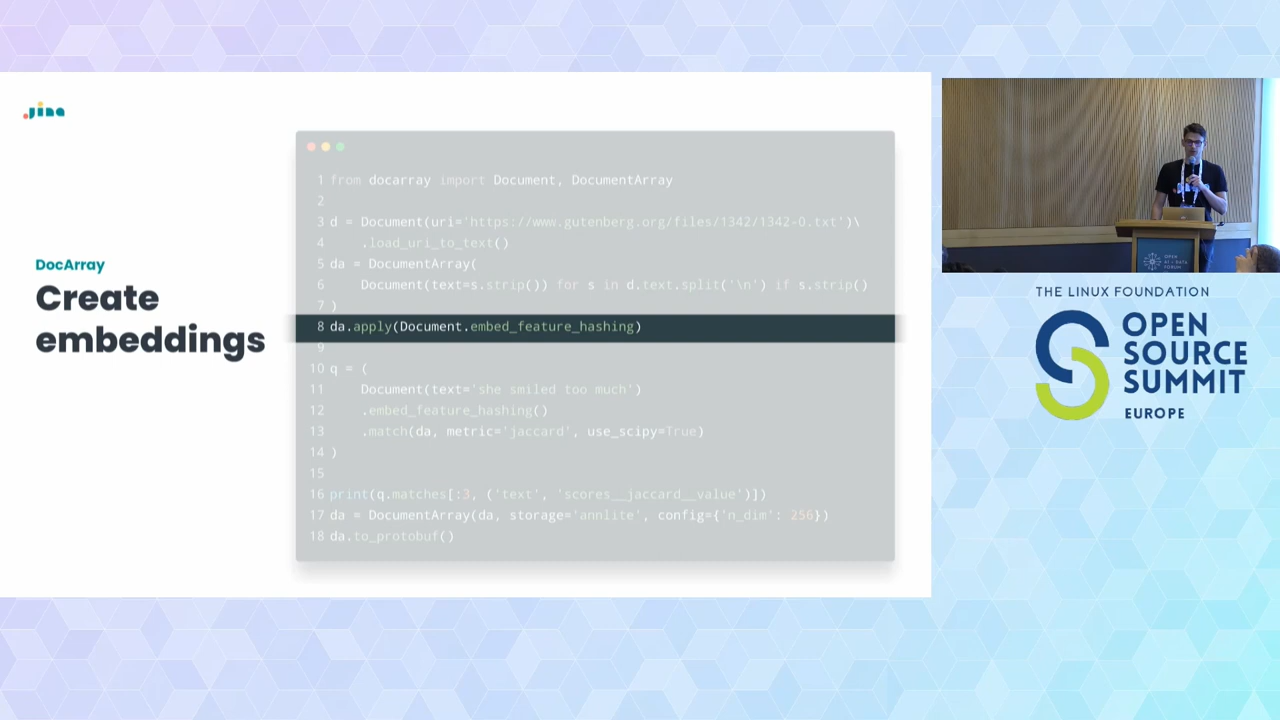 .jina
DocArray
Create
embeddings
1 from docarray import Document, DocumentArray
2
3 d = Document(uri='https://www.gutenberg.org/files/1342/1342-0.txt')\
4     .load_uri_to_text()
5 da = DocumentArray(
6     Document(text=s.strip()) for s in d.text.split('\n') if s.strip()
7 )
8 da.apply(Document.embed_feature_hashing)
9
10 q = (
11     Document(text='she smiled too much')
12     .embed_feature_hashing()
13     .match(da, metric='jaccard', use_scipy=True)
14 )
15
16 print(q.matches[:3, ('text', 'scores__jaccard__value')])
17 da = DocumentArray(da, storage='annlite', config={'n_dim': 256})
18 da.to_protobuf()
OPEN
AI + DATA
FORUM
THE LINUX FOUNDATION
OPEN
SOURCE
SUMMIT
EUROPE